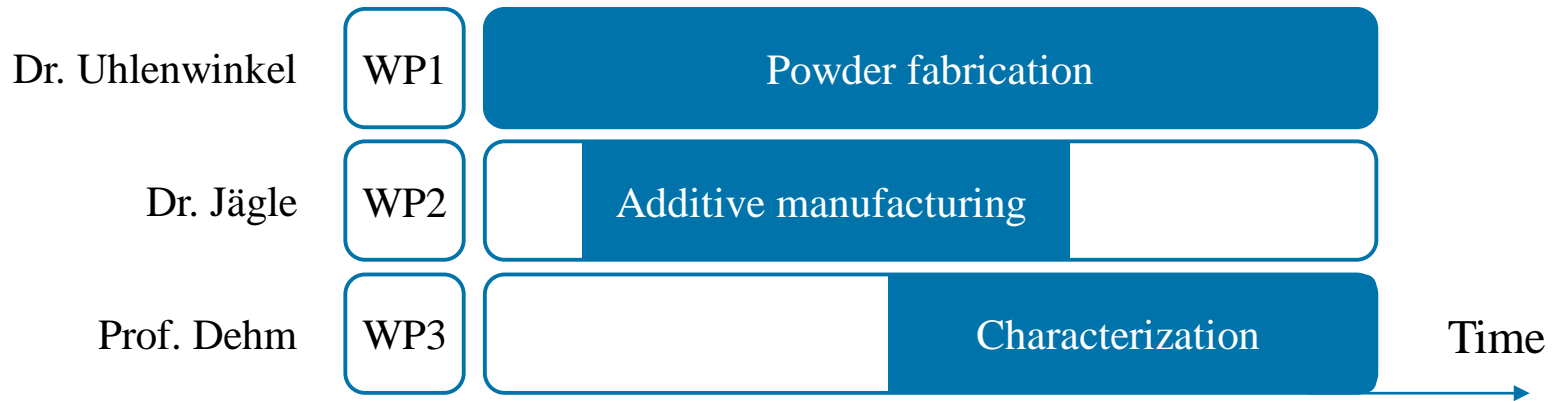 Dr. Uhlenwinkel WP1 Powder fabrication
Dr. Jägle WP2 Additive manufacturing
Prof. Dehm WP3 Characterization Time